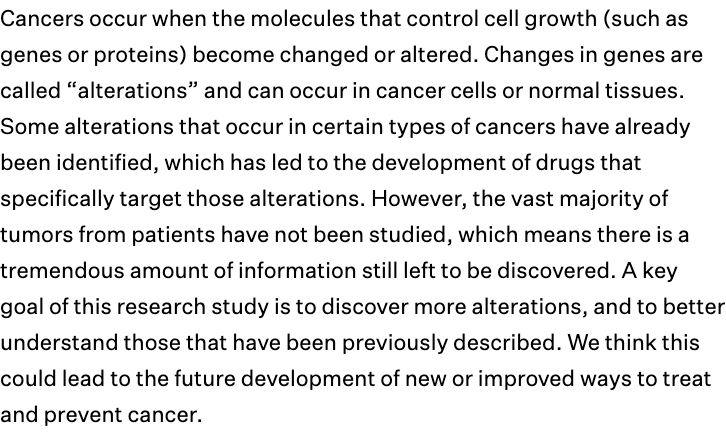 Cancers occur when the molecules that control cell growth (such as
genes or proteins) become changed or altered. Changes in genes are
called “alterations” and can occur in cancer cells or normal tissues.
Some alterations that occur in certain types of cancers have already
been identified, which has led to the development of drugs that
specifically target those alterations. However, the vast majority of
tumors from patients have not been studied, which means there is a
tremendous amount of information still left to be discovered. A key
goal of this research study is to discover more alterations, and to better
understand those that have been previously described. We think this
could lead to the future development of new or improved ways to treat
and prevent cancer.